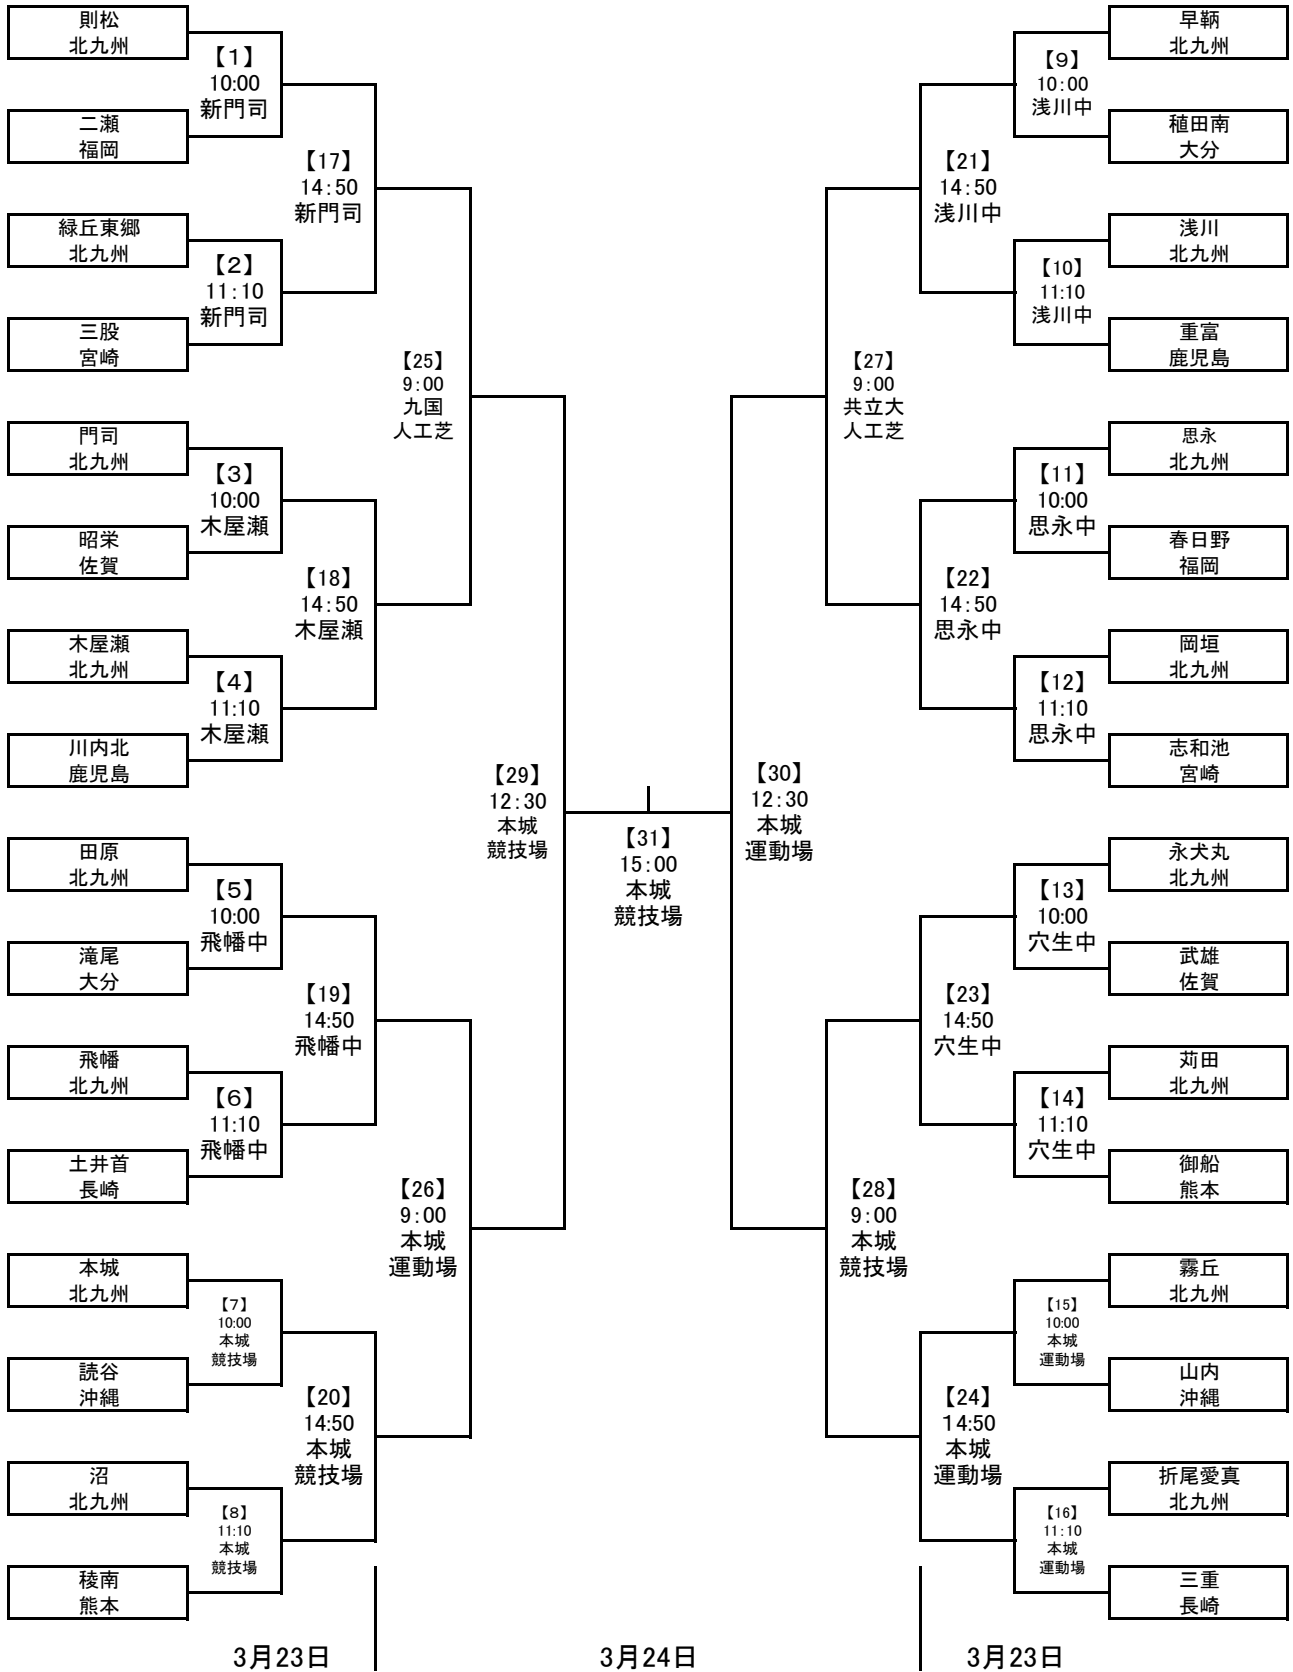 則松
北九州
【1】
10:00
新門司
二瀬
福岡
【17】
14:50
新門司
緑丘東郷
北九州
【2】
11:10
新門司
三股
宮崎
【25】
9:00
九国
人工芝
門司
北九州
【3】
10:00
木屋瀬
昭栄
佐賀
【18】
14:50
木屋瀬
木屋瀬
北九州
【4】
11:10
木屋瀬
川内北
鹿児島
【29】
12:30
本城
競技場
田原
北九州
【5】
10:00
飛幡中
滝尾
大分
【19】
14:50
飛幡中
飛幡
北九州
【6】
11:10
飛幡中
土井首
長崎
【26】
9:00
本城
運動場
本城
北九州
【7】
10:00
本城
競技場
読谷
沖縄
【20】
14:50
本城
競技場
沼
北九州
【8】
11:10
本城
競技場
稜南
熊本
【31】
15:00
本城
競技場
早鞆
北九州
【9】
10:00
浅川中
稙田南
大分
【21】
14:50
浅川中
浅川
北九州
【10】
11:10
浅川中
重富
鹿児島
【27】
9:00
共立大
人工芝
思永
北九州
【11】
10:00
思永中
春日野
福岡
【22】
14:50
思永中
岡垣
北九州
【12】
11:10
思永中
志和池
宮崎
【30】
12:30
本城
運動場
永犬丸
北九州
【13】
10:00
穴生中
武雄
佐賀
【23】
14:50
穴生中
苅田
北九州
【14】
11:10
穴生中
御船
熊本
【28】
9:00
本城
競技場
霧丘
北九州
【15】
10:00
本城
運動場
山内
沖縄
【24】
14:50
本城
運動場
折尾愛真
北九州
【16】
11:10
本城
運動場
三重
長崎
3月23日
3月24日
3月23日